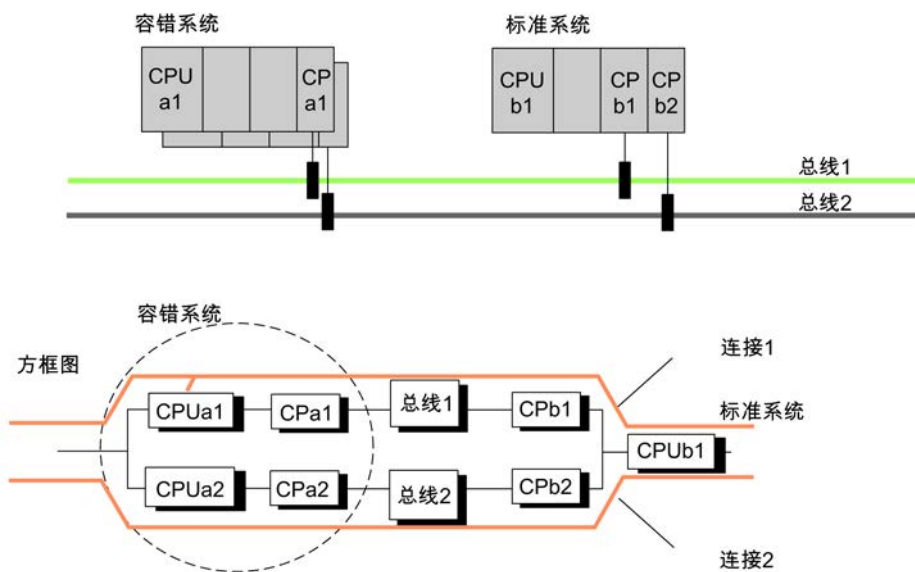 容错系统
标准系统
CPU
a1
CP
a1
CPU
b1
CP
b1
CP
b2
总线1
总线2
容错系统
方框图
连接1
标准系统
CPUa1
CPa1
总线1
CPb1
CPUb1
CPUa2
CPa2
总线2
CPb2
连接2